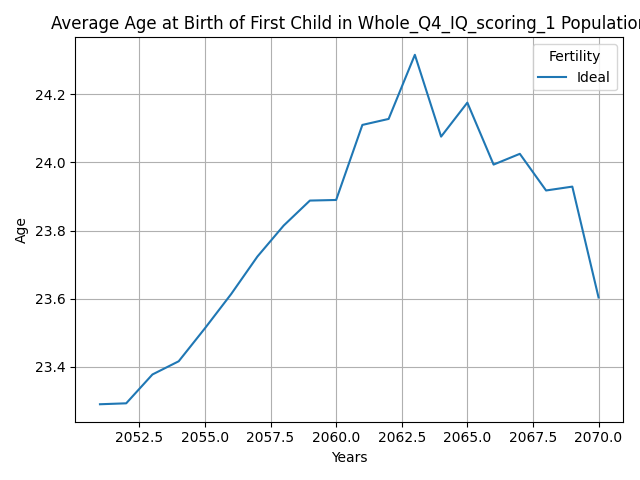 Average Age at Birth of First Child in Whole_Q4_IQ_scoring_1 Population
Fertility
Ideal
24.2
24.0
23.8
23.6
23.4
Age
2052.5 2055.0 2057.5 2060.0 2062.5 2065.0 2067.5 2070.0
Years